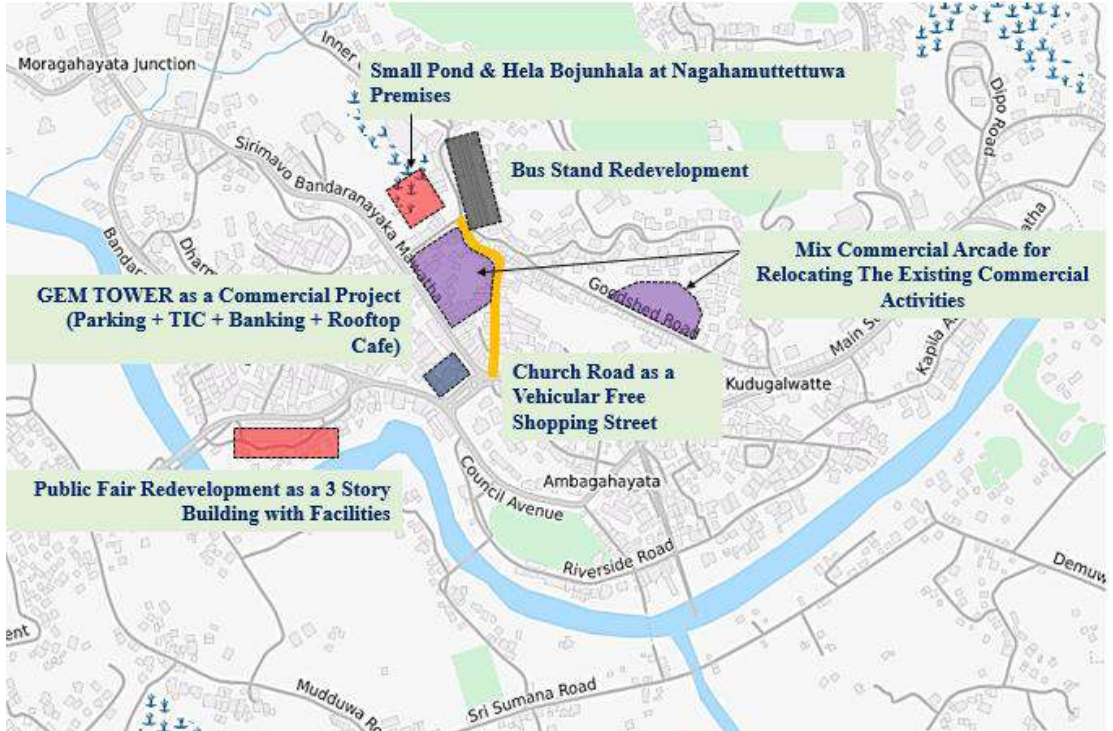 Inner
Moragahayata Junction
Small Pond & Hela Bojunhala at Nagahamuttettuwa
Premises
Dipo Road
Sirimavo Bandaranayaka Mawatha
Bus Stand Redevelopment
Mix Commercial Arcade for
Relocating The Existing Commercial
Activities
GEM TOWER as a Commercial Project
(Parking + TIC + Banking + Rooftop
Cafe)
Goodshed Road
Church Road as a
Vehicular Free
Shopping Street
Kudugalwatte
Public Fair Redevelopment as a 3 Story
Building with Facilities
Council Avenue
Ambagahayata
Riverside Road
Mudduwa
Sri Sumana Road